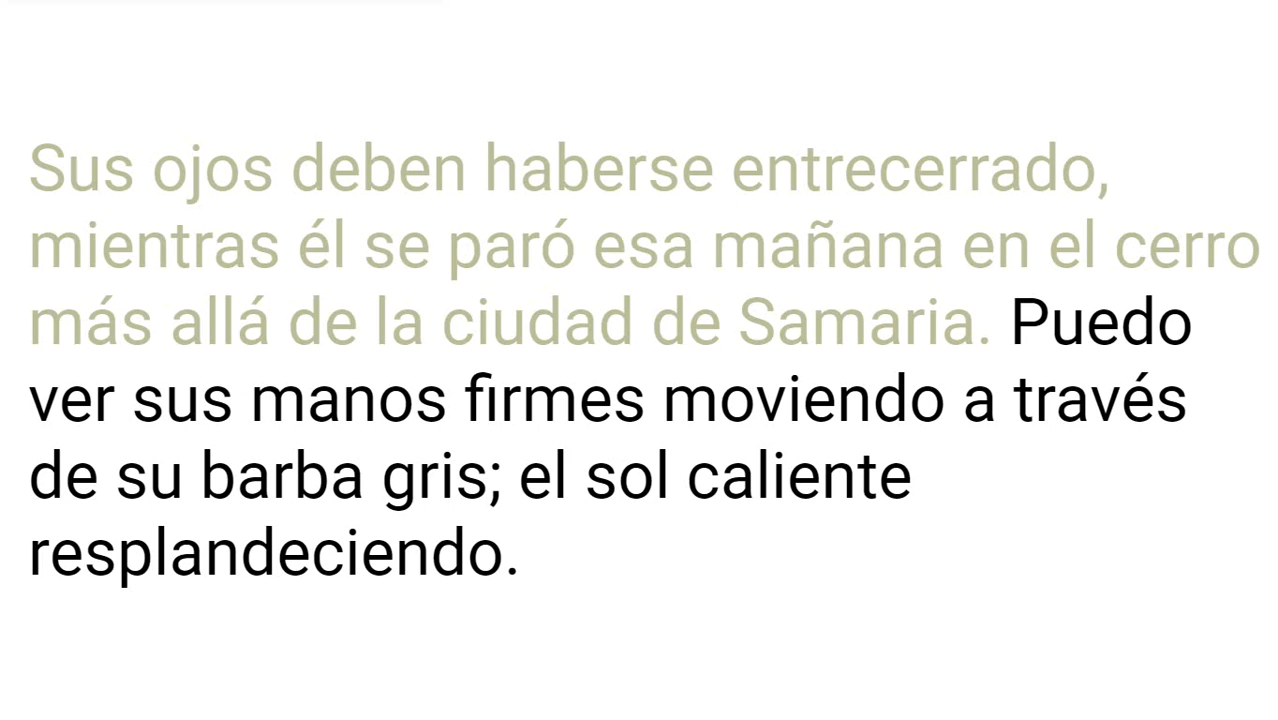 Sus ojos deben haberse entrecerrado,
mientras él se paró esa mañana en el cerro
más allá de la ciudad de Samaria. Puedo
ver sus manos firmes moviendo a través
de su barba gris; el sol caliente
resplandeciendo.